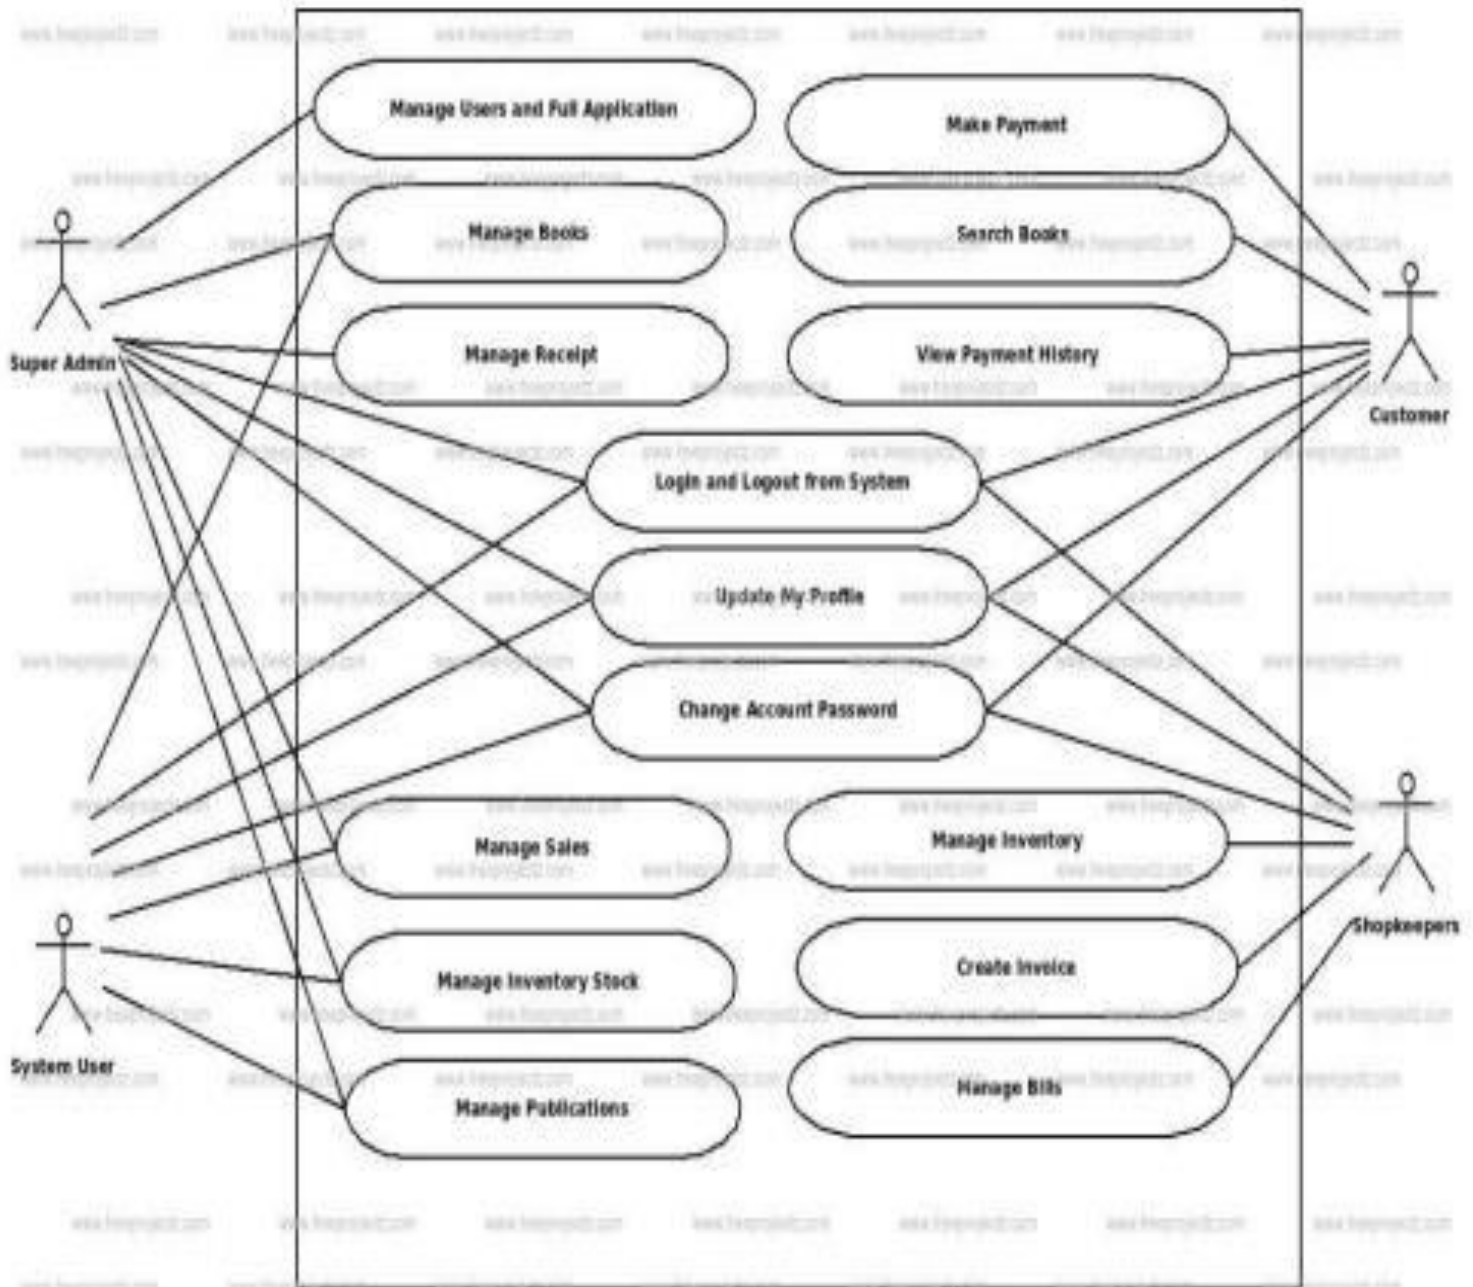 Manage Users and Full Application
Make Payment
Manage Books
Search Books
Manage Receipt
View Payment History
Super Admin
Customer
Login and Logout from System
Update My Profile
Change Account Password
Manage Sales
Manage Inventory
Shopkeepers
Manage Inventory Stock
Create Invoice
System User
Manage Publications
Manage Bills